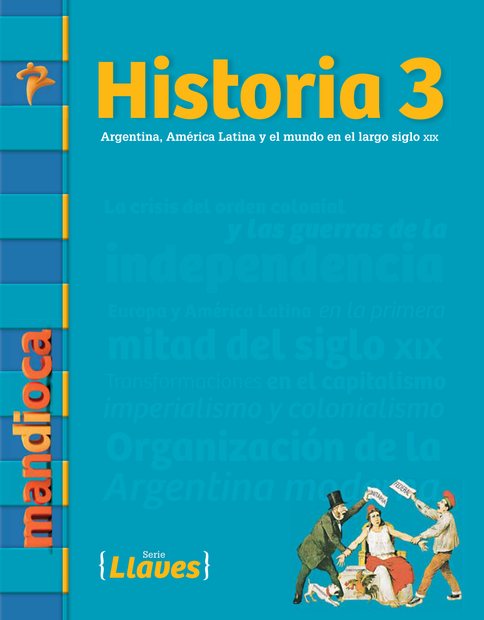 Historia 3
Argentina, América Latina y el mundo en el largo siglo XIX
La crisis del orden colonial
y las guerras de la
independencia
Europa y América Latina en la primera
mitad del siglo XIX
Transformaciones en el capitalismo
imperialismo y colonialismo
Organización de la
Argentina moderna
mandioca
Serie
{Llaves}